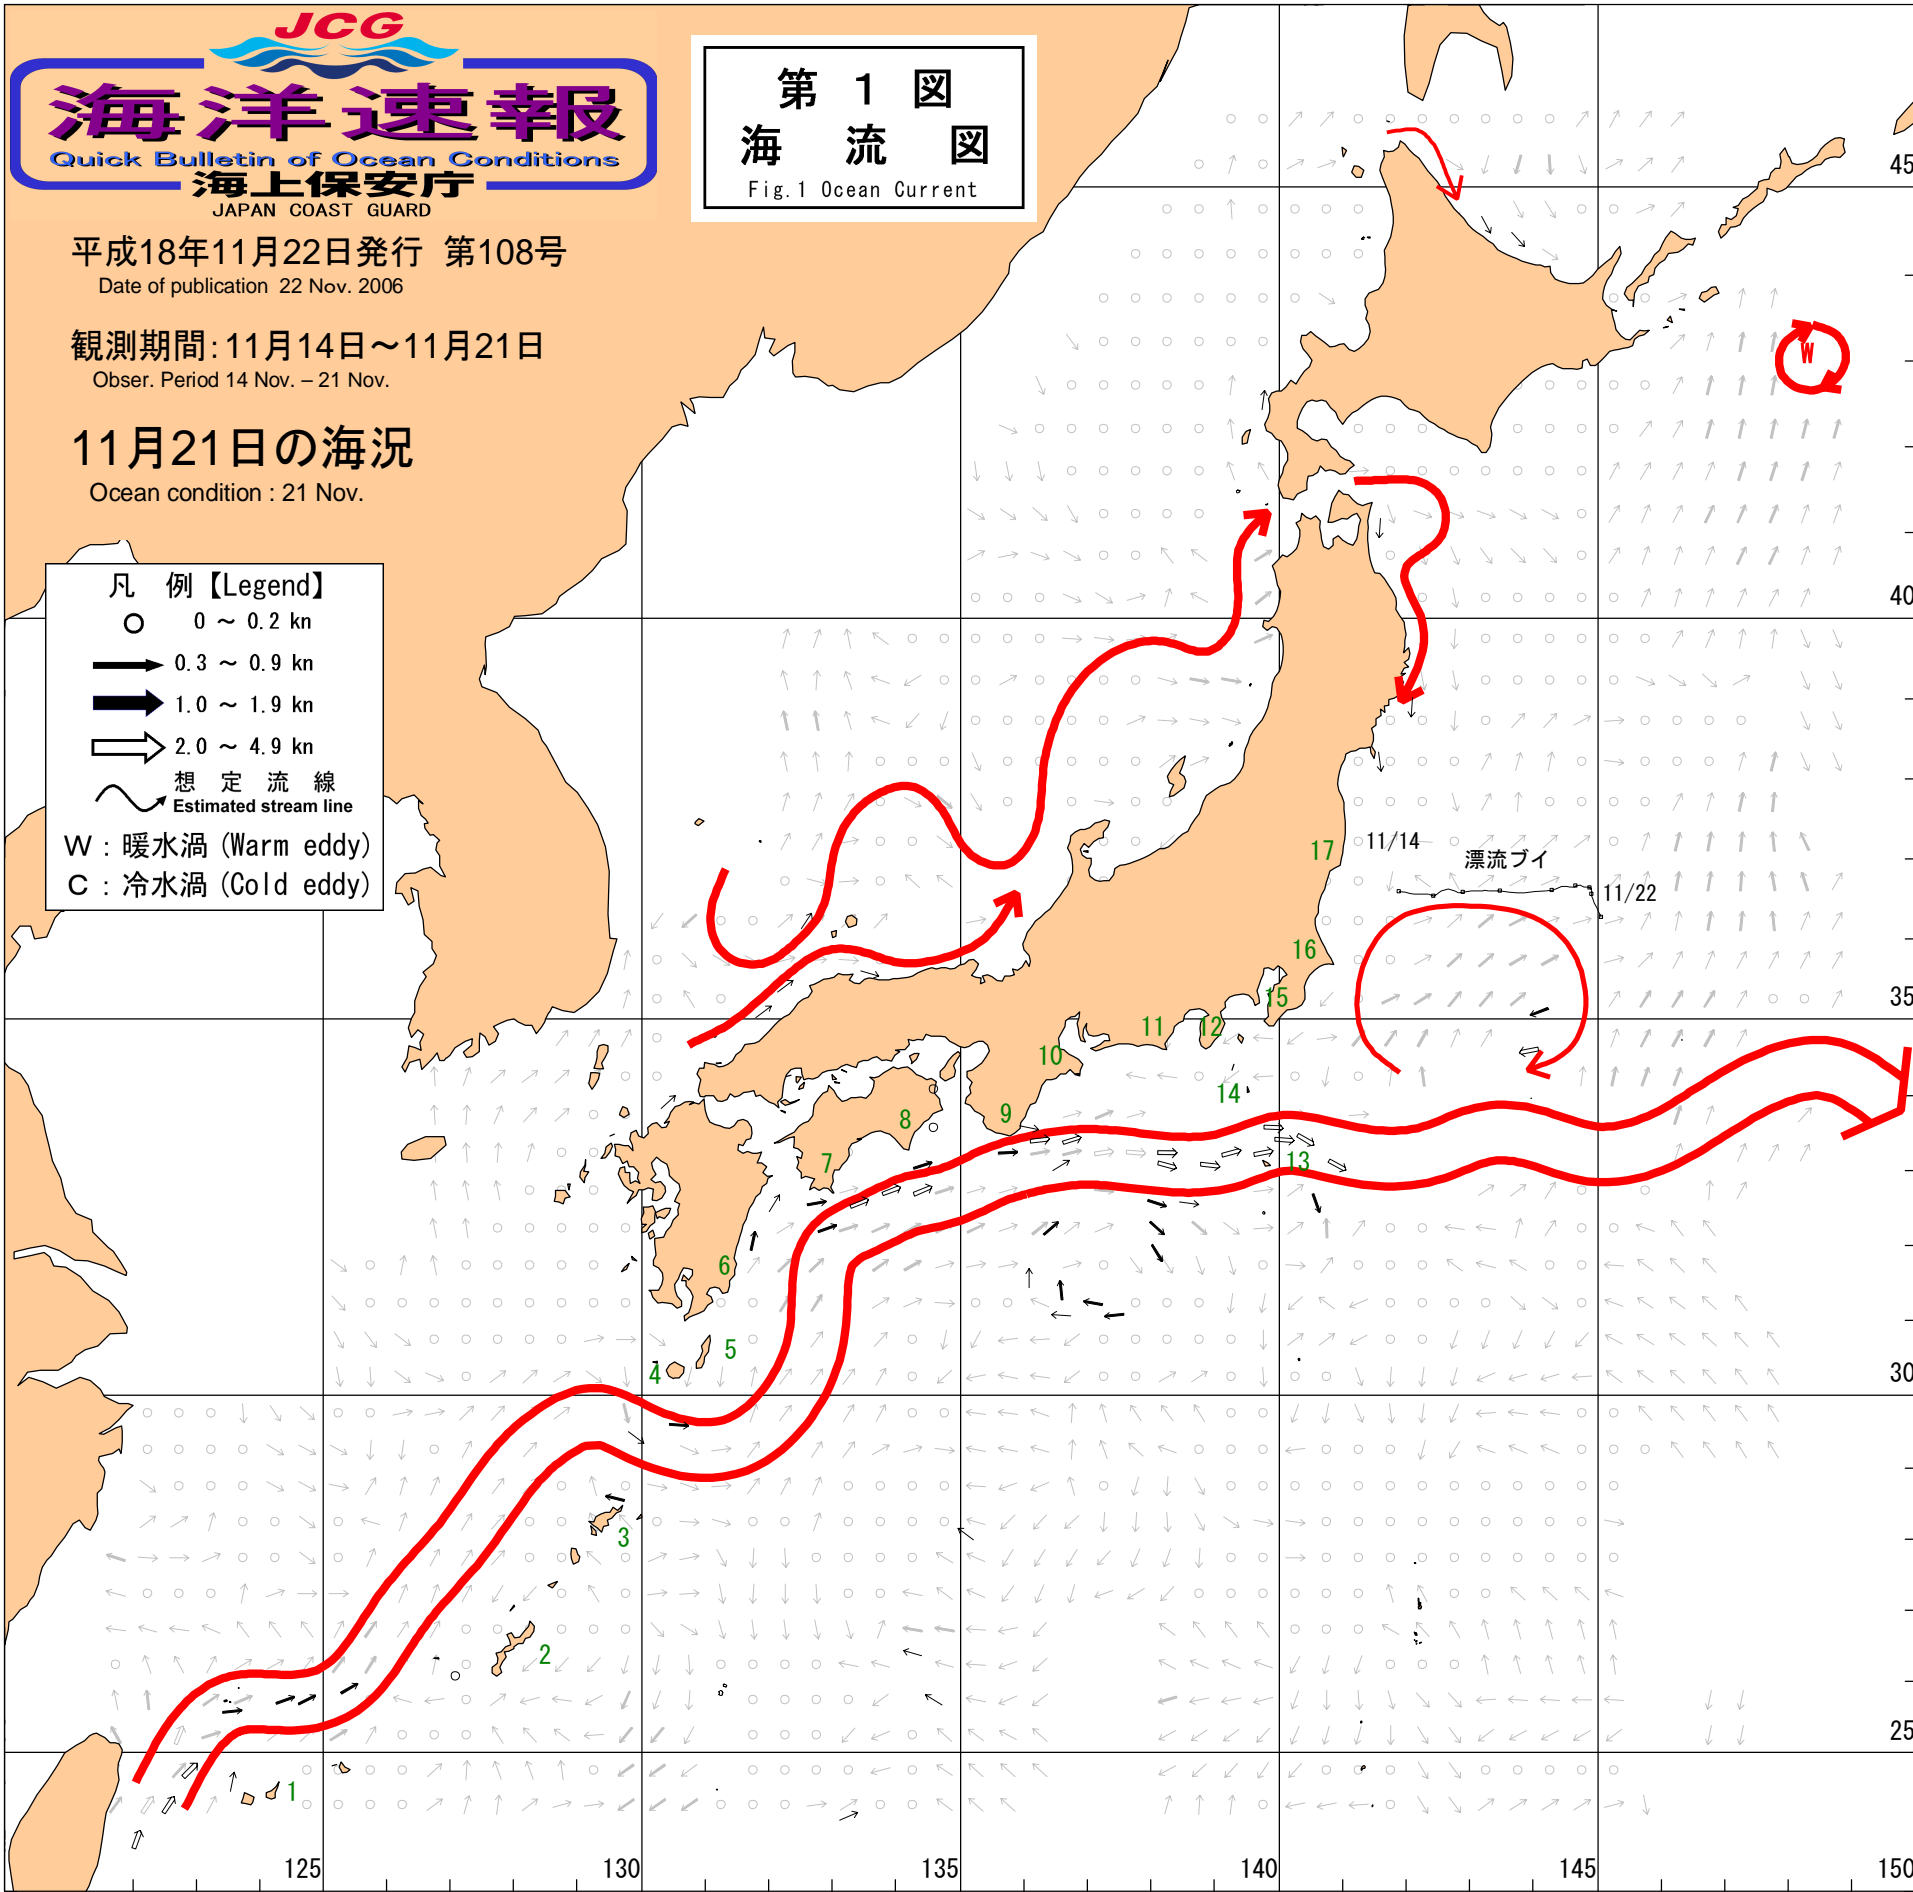 JCG
海洋速報
Quick Bulletin of Ocean Conditions
海上保安庁
JAPAN COAST GUARD
平成18年11月22日発行 第108号
Date of publication 22 Nov. 2006
観測期間:11月14日～11月21日
Obser. Period 14 Nov. – 21 Nov.
11月21日の海況
Ocean condition : 21 Nov.
第 1 図
海 流 図
Fig.1 Ocean Current
凡 例【Legend】
0 ～ 0.2 kn
0.3 ～ 0.9 kn
1.0 ～ 1.9 kn
2.0 ～ 4.9 kn
想 定 流 線
Estimated stream line
W : 暖水渦 (Warm eddy)
C : 冷水渦 (Cold eddy)
45
W
40
17
11/14
漂流ブイ
11/22
16
15
35
11
12
10
14
9
8
13
7
6
5
4
30
3
2
25
1
125
130
135
140
145
150